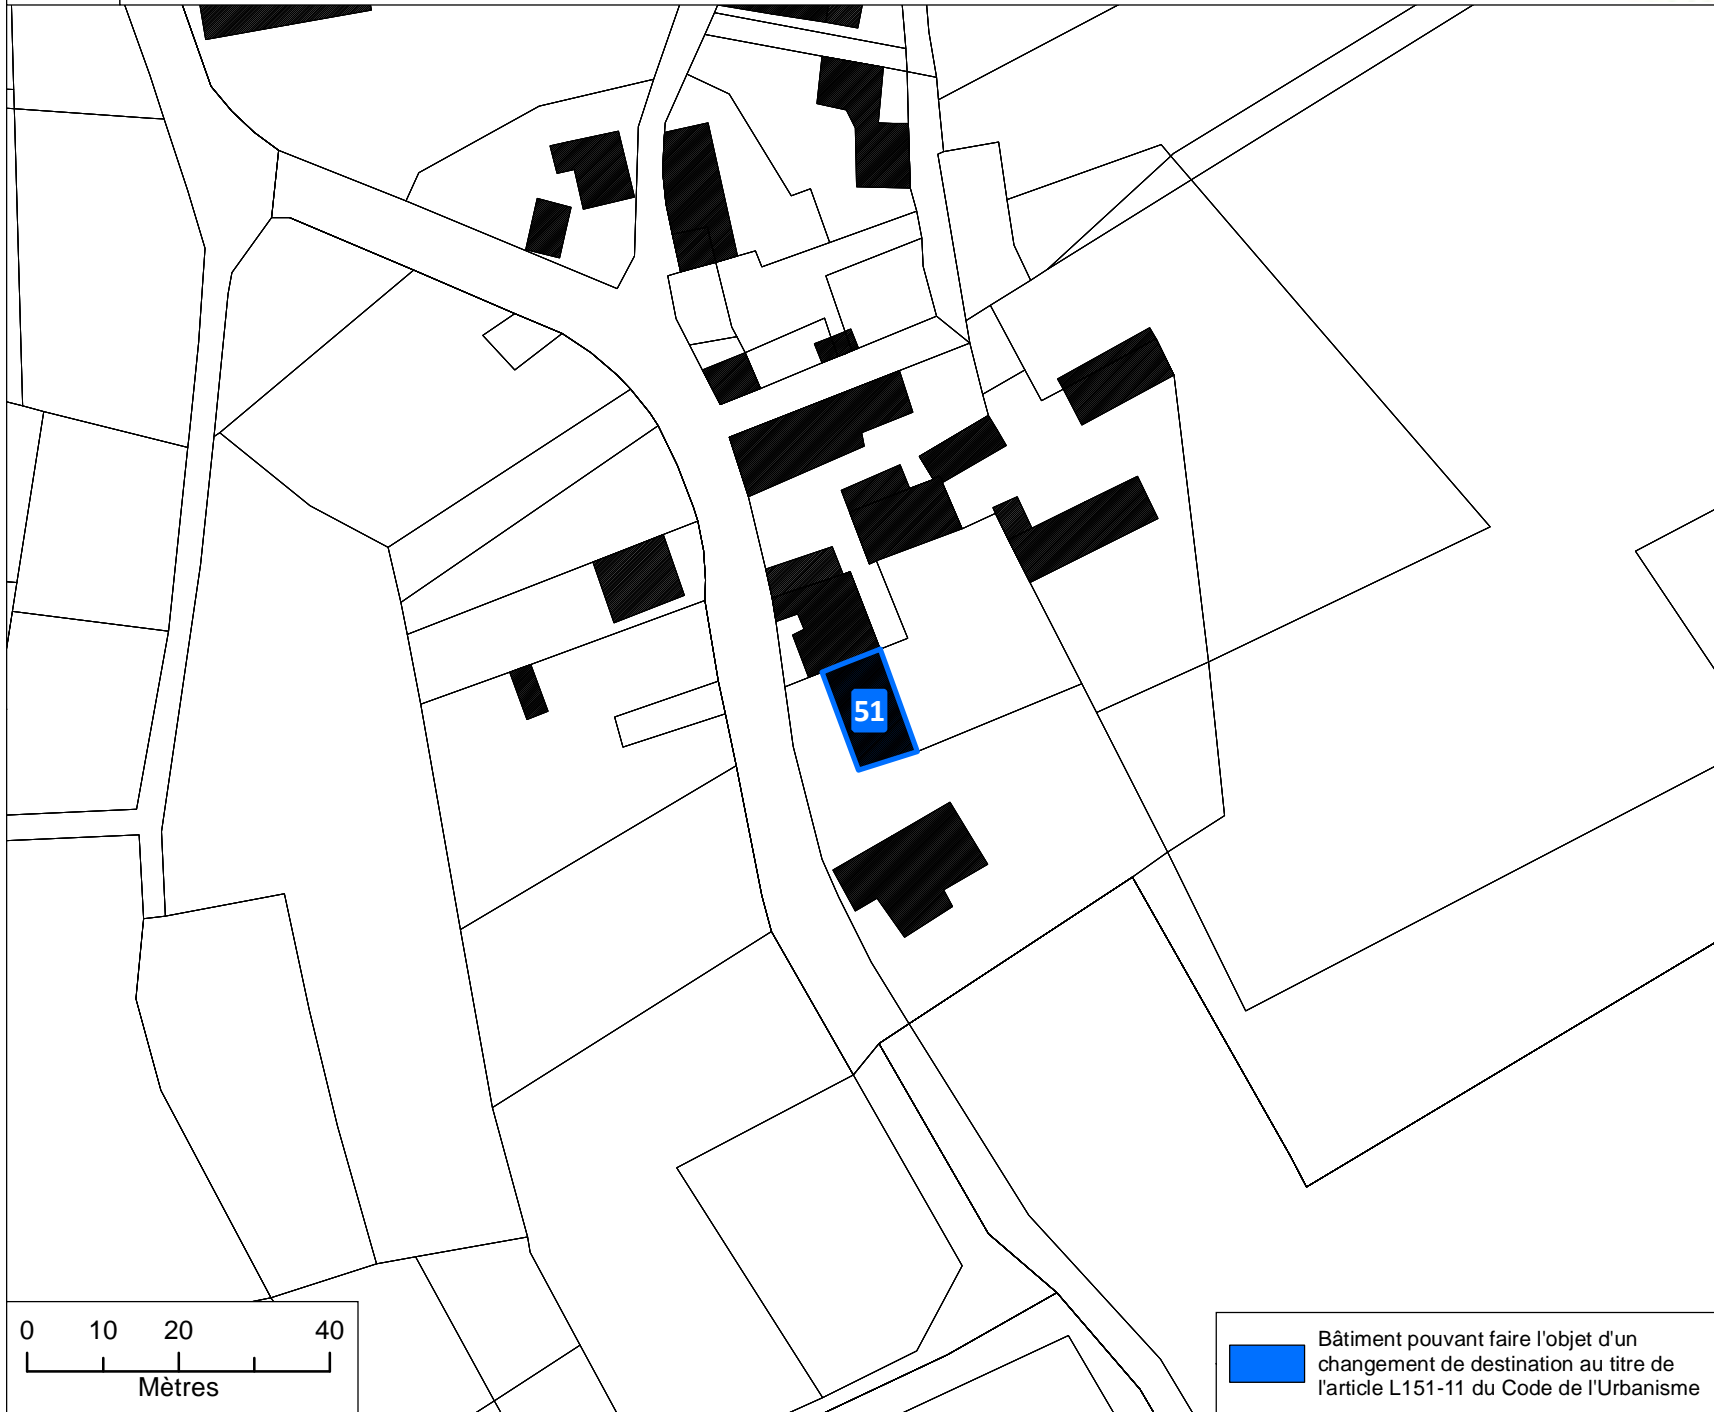 51
0 10 20 40
Mètres
Bâtiment pouvant faire l'objet d'un
changement de destination au titre de
l'article L151-11 du Code de l'Urbanisme